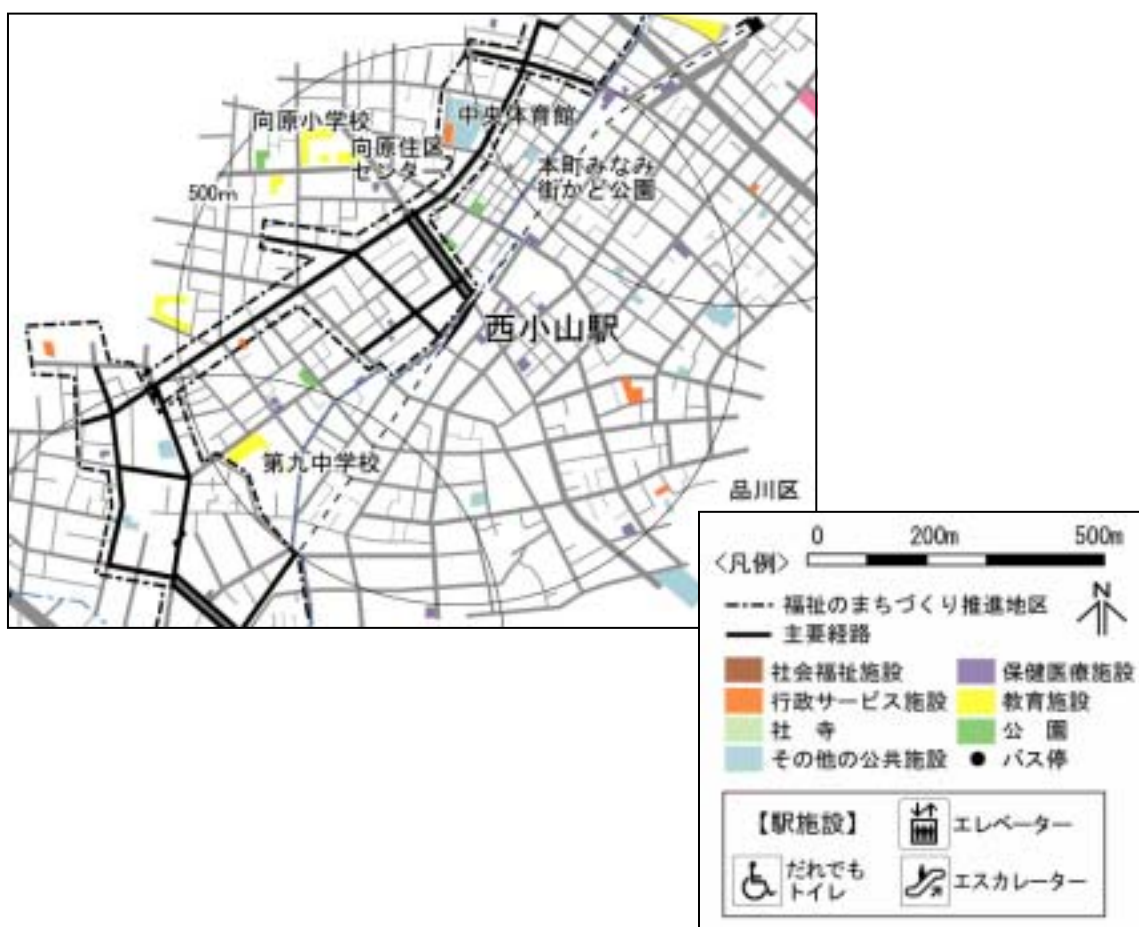 中央体育館
向原小学校
向原住区
センター
本町みなみ
街かど公園
500m
西小山駅
第九中学校
品川区
0 200m 500m
<凡例>
N
福祉のまちづくり推進地区
主要経路
社会福祉施設 保健医療施設
行政サービス施設 教育施設
社 寺 公 園
その他の公共施設 バス停
【駅施設】 エレベーター
だれでも
トイレ
エスカレーター